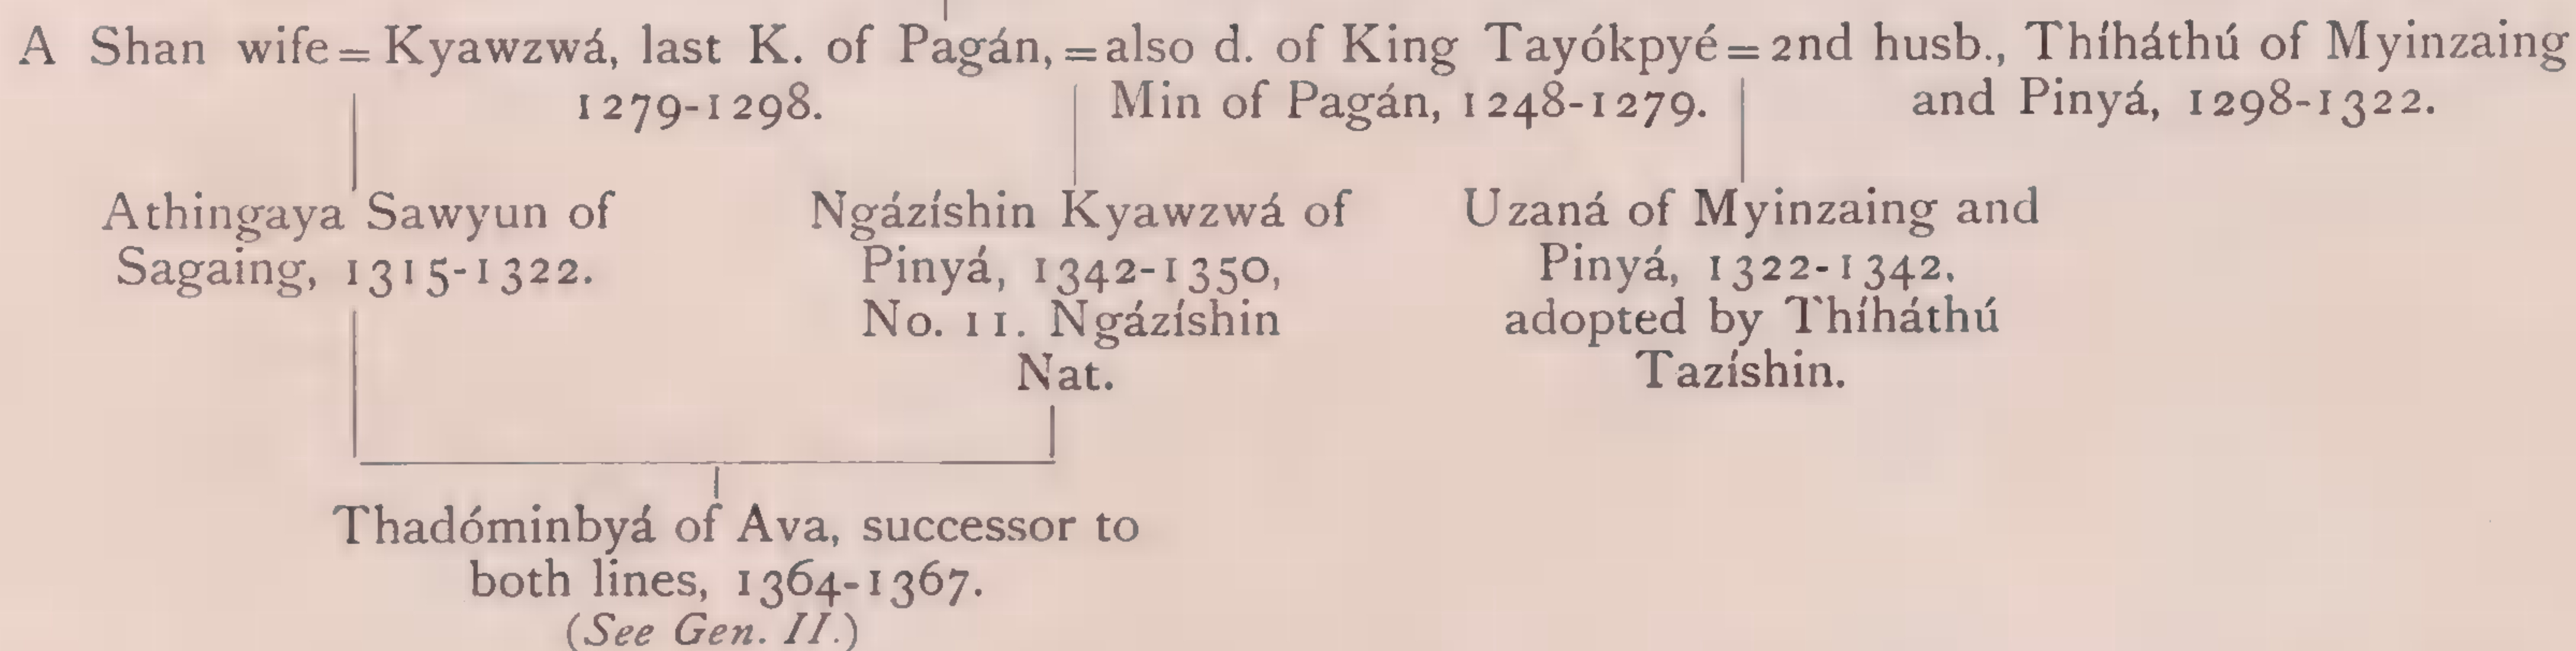 A Shan wife = Kyawzwá, last K. of Pagán, = also d. of King Tayókpyé = 2nd husb., Thíháthú of Myinzaing
1279-1298. Min of Pagán, 1248-1279. and Pinyá, 1298-1322.
Athingaya Sawyun of
Sagaing, 1315-1322.
Ngázíshin Kyawzwá of
Pinyá, 1342-1350,
No. 11. Ngázíshin
Nat.
Uzaná of Myinzaing and
Pinyá, 1322-1342,
adopted by Thíháthú
Tazíshin.
Thadóminbyá of Ava, successor to
both lines, 1364-1367.
(See Gen. II.)